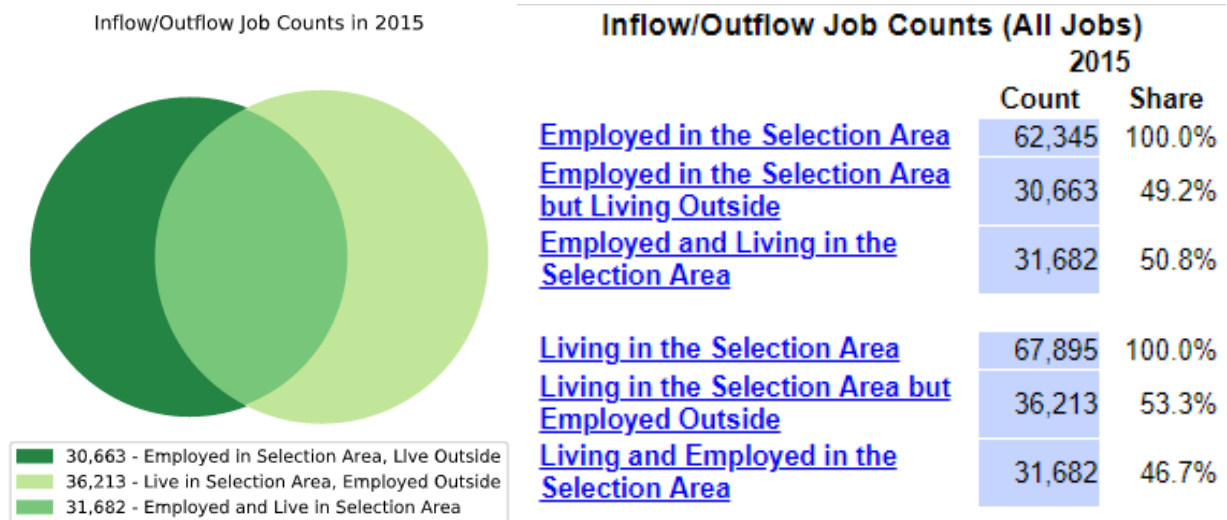 Inflow/Outflow Job Counts in 2015
30,663 - Employed in Selection Area, LIve Outside
36,213 - Live in Selection Area, Employed Outside
31,682 - Employed and Live in Selection Area
Inflow/Outflow Job Counts (All Jobs)
2015
Count Share
Employed in the Selection Area 62,345 100.0%
Employed in the Selection Area
but Living Outside 30,663 49.2%
Employed and Living in the
Selection Area 31,682 50.8%
Living in the Selection Area 67,895 100.0%
Living in the Selection Area but
Employed Outside 36,213 53.3%
Living and Employed in the
Selection Area 31,682 46.7%